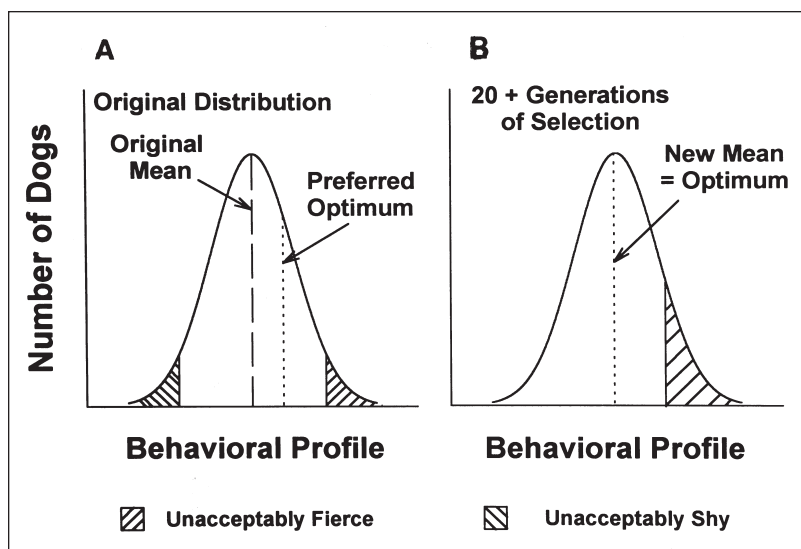 A
Original Distribution
Original
Mean
Preferred
Optimum
Number of Dogs
Behavioral Profile
B
20 + Generations
of Selection
New Mean
= Optimum
Behavioral Profile
Unacceptably Fierce
Unacceptably Shy